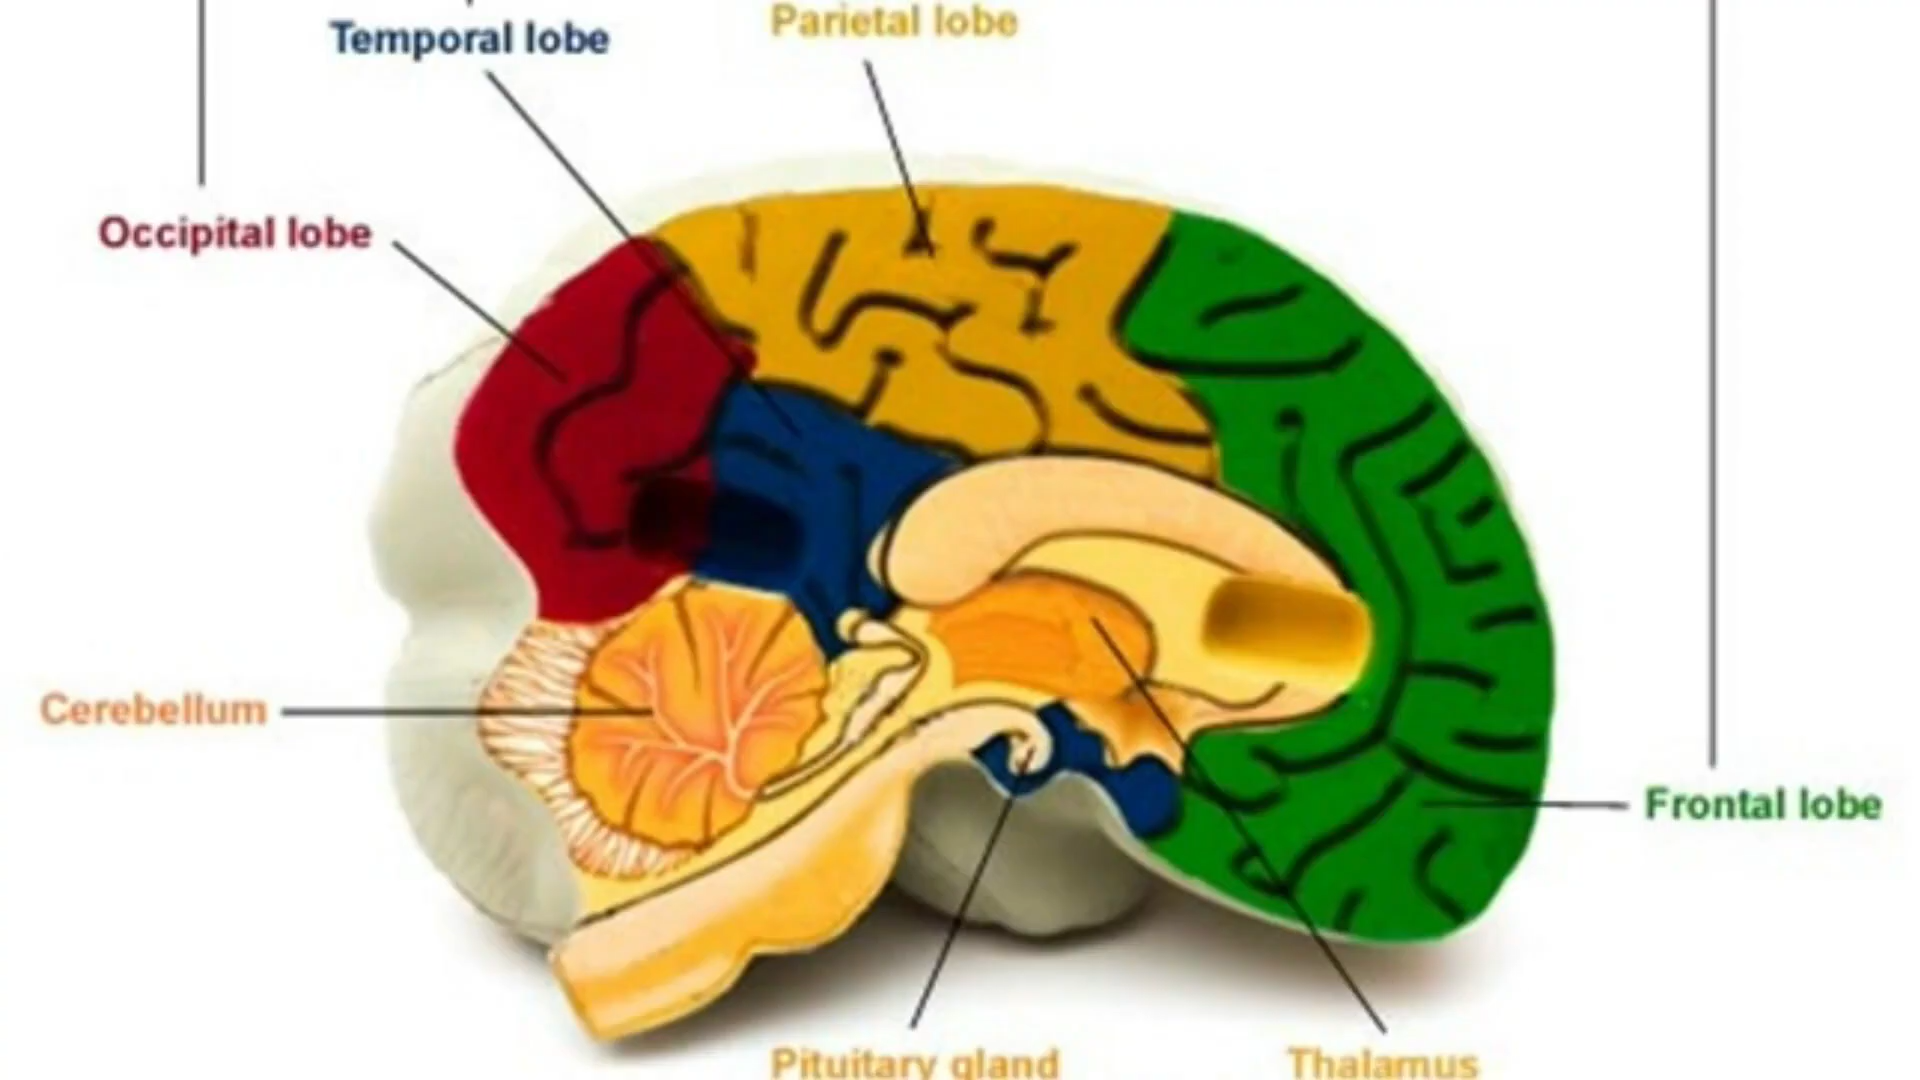 Parietal lobe
Temporal lobe
Occipital lobe
Cerebellum
Frontal lobe
Pituitary gland
Thalamus